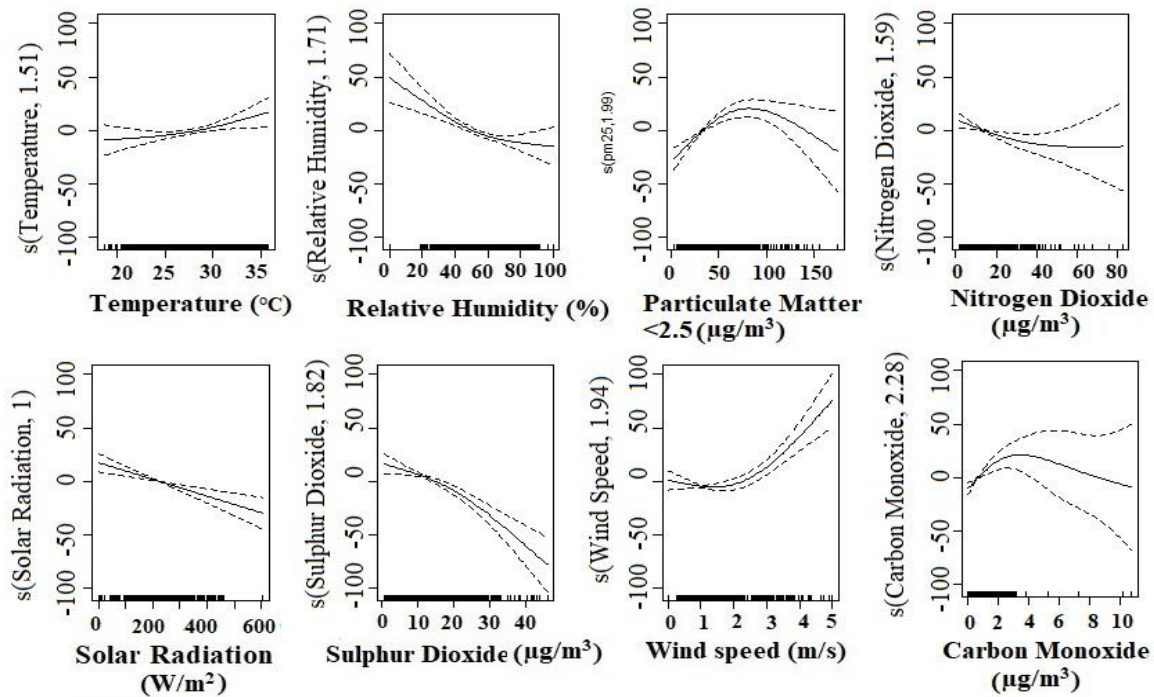 100
50
0
-50
-100
s(Temperature, 1.51)
20 25 30 35
Temperature (°C)
100
50
0
-50
-100
s(Relative Humidity, 1.71)
0 20 40 60 80 100
Relative Humidity (%)
100
50
0
-50
-100
s(pm25,1.99)
0 50 100 150
Particulate Matter
<2.5 (µg/m³)
100
50
0
-50
-100
s(Nitrogen Dioxide, 1.59)
0 20 40 60 80
Nitrogen Dioxide
(µg/m³)
100
50
0
-50
-100
s(Solar Radiation, 1)
0 200 400 600
Solar Radiation
(W/m²)
100
50
0
-50
-100
s(Sulphur Dioxide, 1.82)
0 10 20 30 40
Sulphur Dioxide (µg/m³)
100
50
0
-50
-100
s(Wind Speed, 1.94)
0 1 2 3 4 5
Wind speed (m/s)
100
50
0
-50
-100
s(Carbon Monoxide, 2.28)
0 2 4 6 8 10
Carbon Monoxide
(µg/m³)